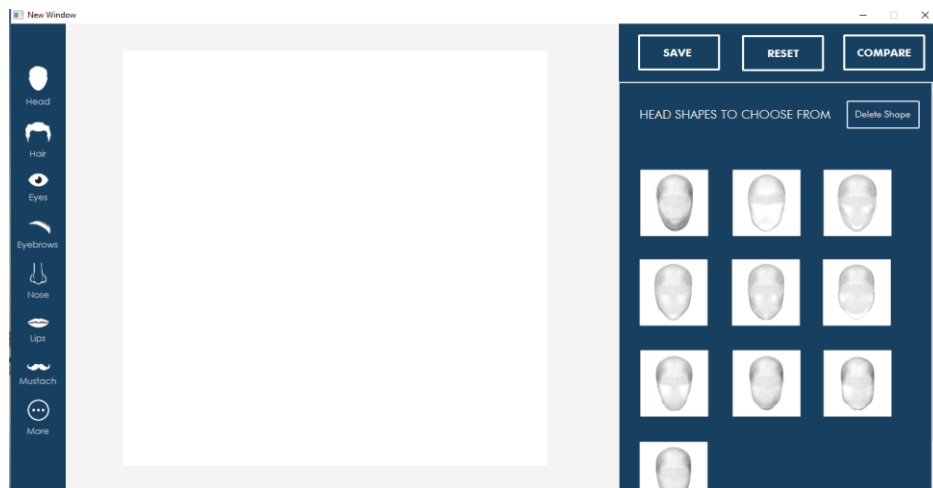 New Window
SAVE
RESET
COMPARE
HEAD SHAPES TO CHOOSE FROM
Delete Shape
Head
Hair
Eyes
Eyebrows
Nose
Lips
Mustach
More